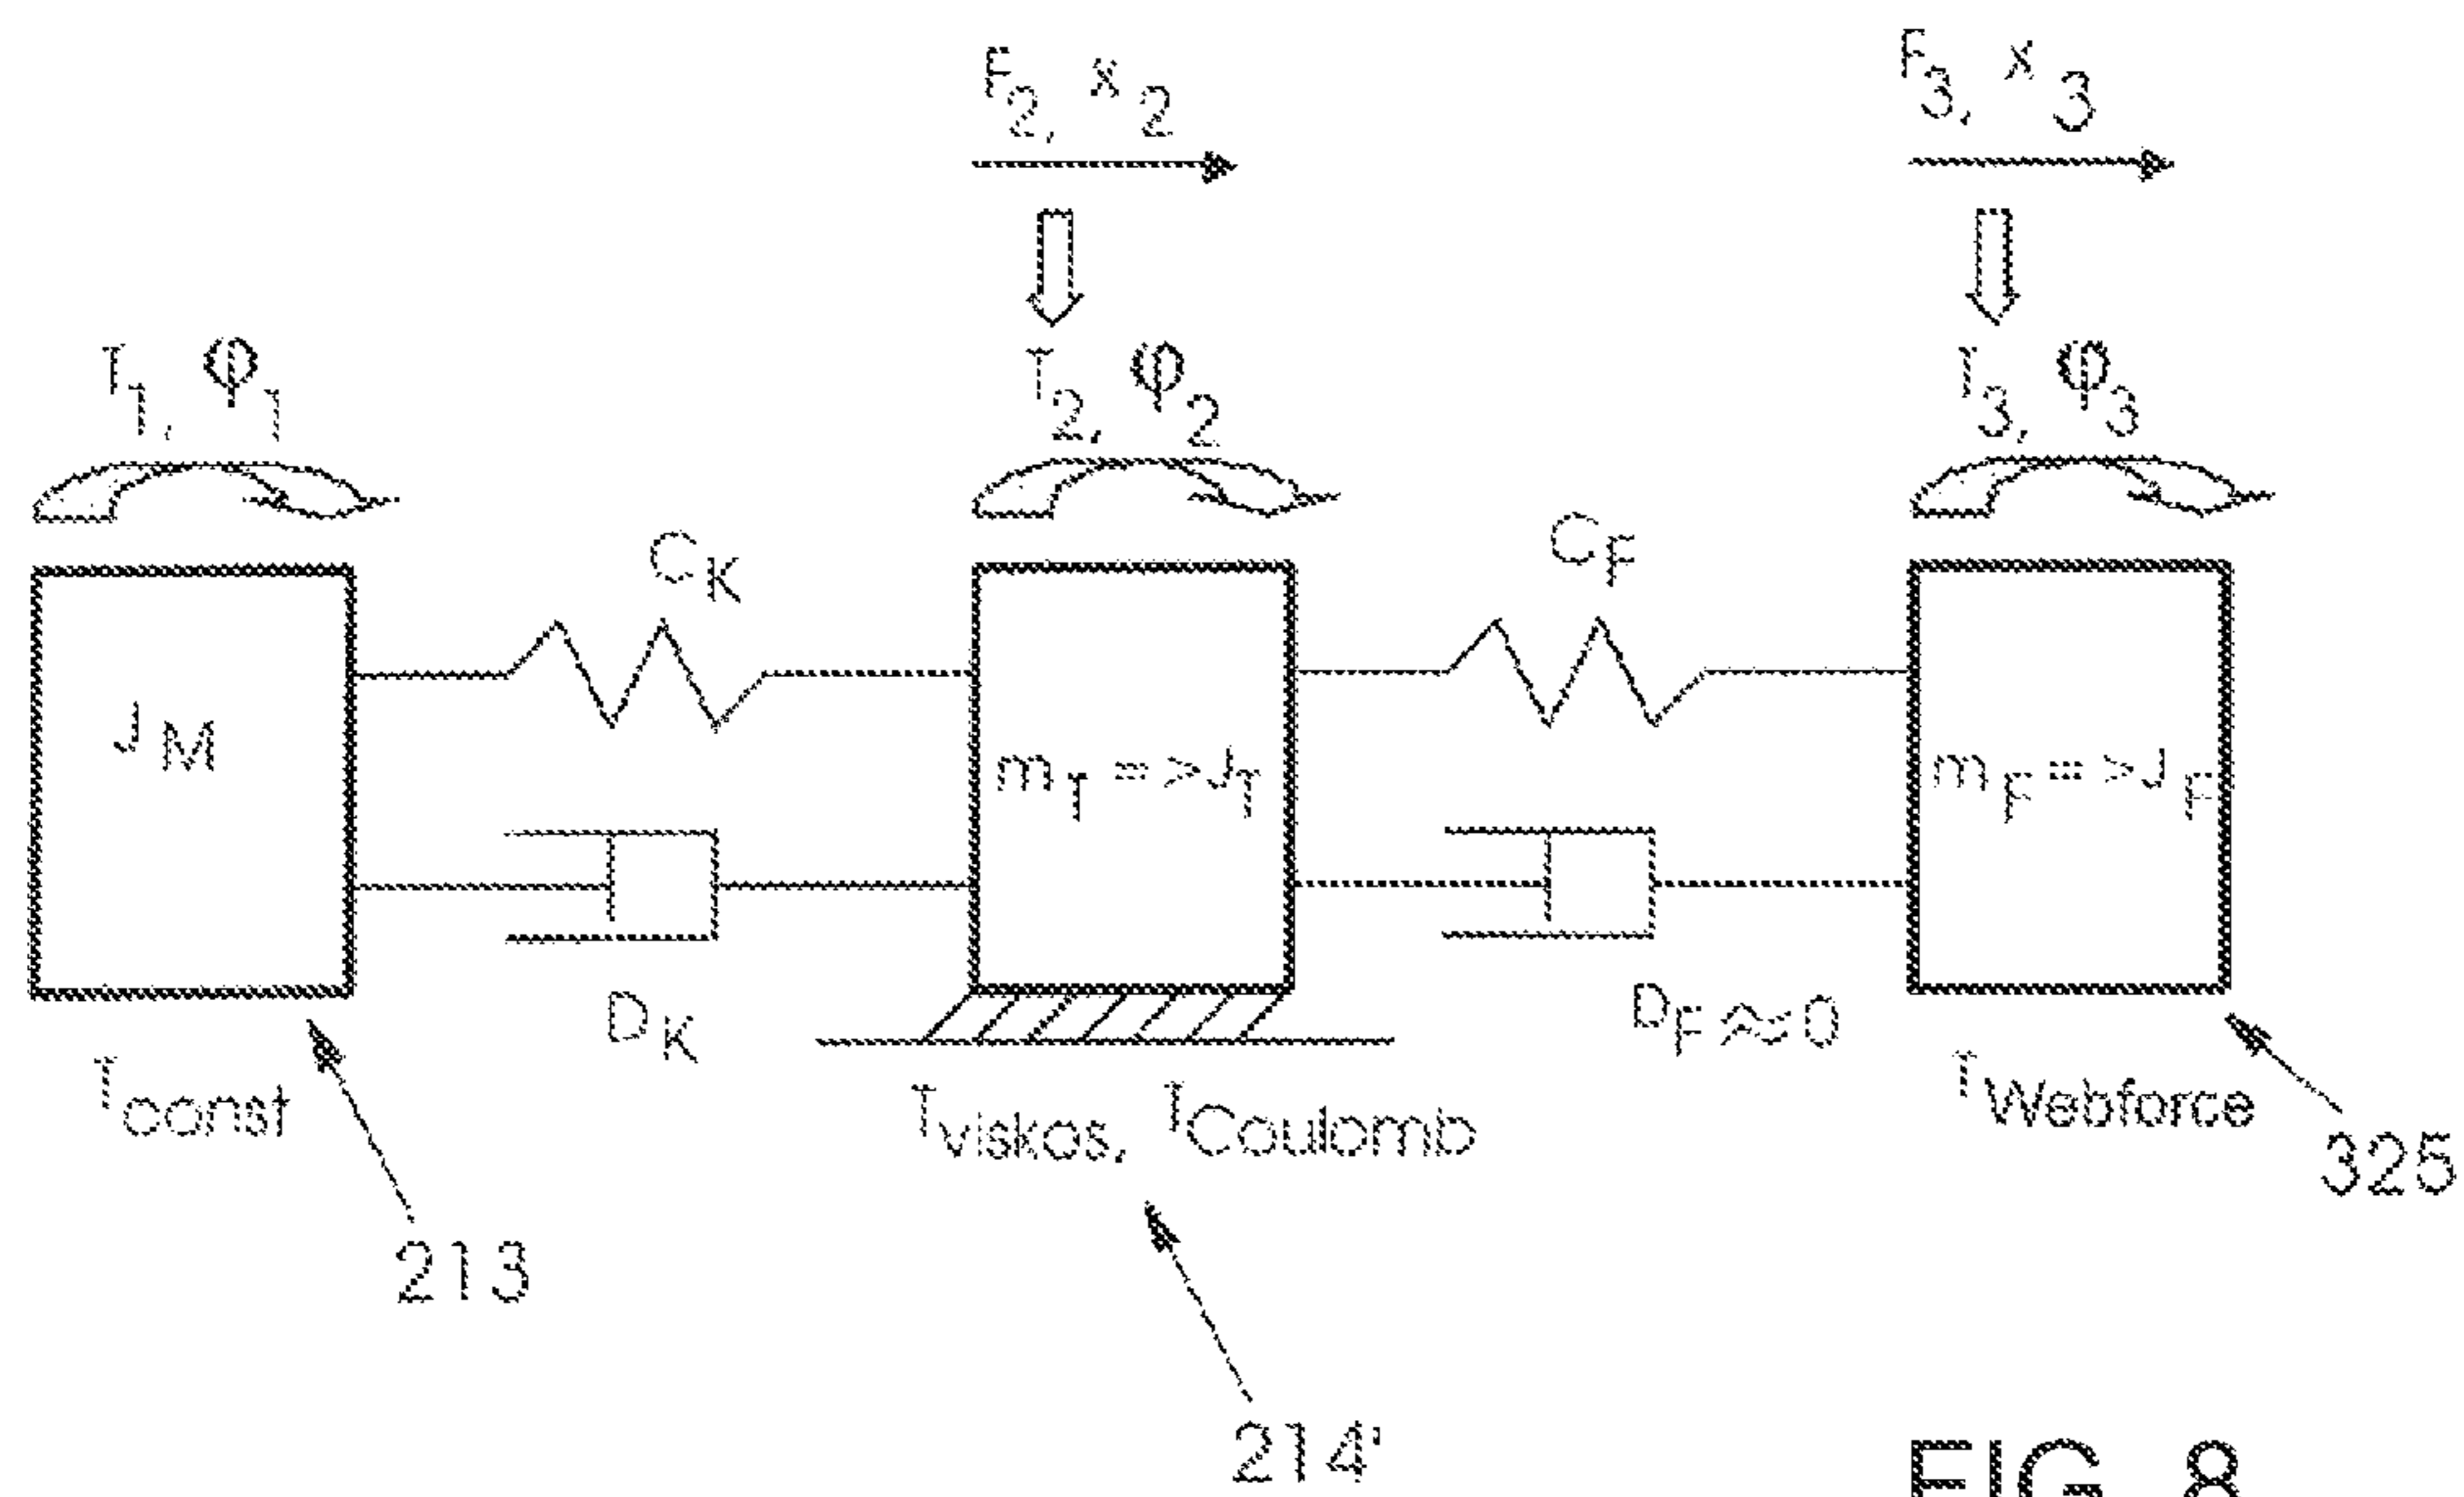 F2, x2
F3, x3
T1, φ1
T2, φ2
T3, φ3
CK
CF
JM
mT = >JT
mF = >JF
DK
DF ≈ 0
Tconst
Tviskos, TCoulomb
TWebforce
325
213
214'
FIG. 8